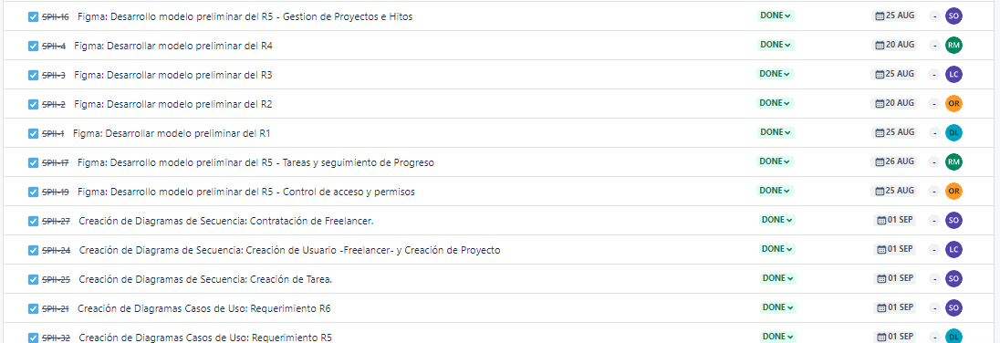 SPII-16 Figma: Desarrollo modelo preliminar del R5 - Gestion de Proyectos e Hitos DONE 25 AUG - SO
SPII-4 Figma: Desarrollar modelo preliminar del R4 DONE 20 AUG - RM
SPII-3 Figma: Desarrollar modelo preliminar del R3 DONE 25 AUG - LC
SPII-2 Figma: Desarrollar modelo preliminar del R2 DONE 20 AUG - OR
SPII-1 Figma: Desarrollar modelo preliminar del R1 DONE 25 AUG - DL
SPII-17 Figma: Desarrollo modelo preliminar del R5 - Tareas y seguimiento de Progreso DONE 26 AUG - RM
SPII-19 Figma: Desarrollo modelo preliminar del R5 - Control de acceso y permisos DONE 25 AUG - OR
SPII-27 Creación de Diagramas de Secuencia: Contratación de Freelancer. DONE 01 SEP - SO
SPII-24 Creación de Diagrama de Secuencia: Creación de Usuario -Freelancer- y Creación de Proyecto DONE 01 SEP - LC
SPII-25 Creación de Diagramas de Secuencia: Creación de Tarea. DONE 01 SEP - SO
SPII-21 Creación de Diagramas Casos de Uso: Requerimiento R6 DONE 01 SEP - SO
SPII-32 Creación de Diagramas Casos de Uso: Requerimiento R5 DONE 01 SEP - DL